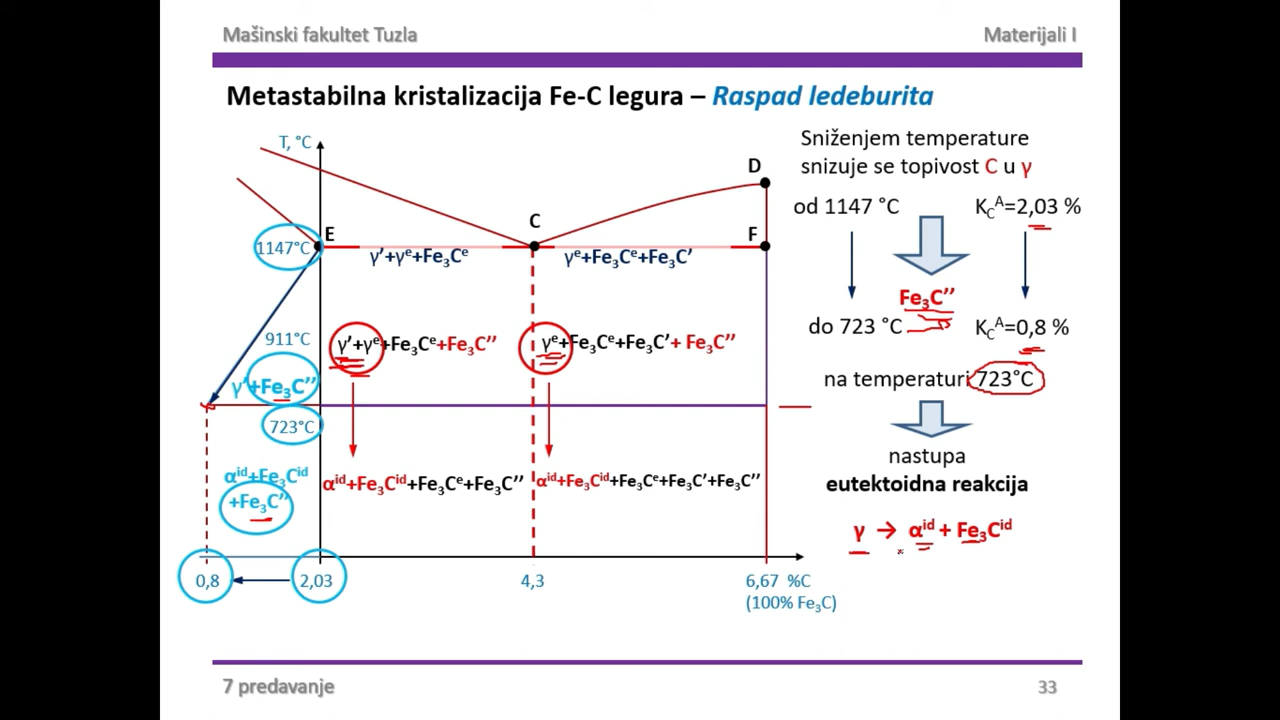 Mašinski fakultet Tuzla
Materijali I
Metastabilna kristalizacija Fe-C legura – Raspad ledeburita
T, °C
D
C
E
F
1147°C
γ’+γᵉ+Fe₃Cᵉ
γᵉ+Fe₃Cᵉ+Fe₃C’
911°C
γ’+γᵉ+Fe₃Cᵉ+Fe₃C’’
γᵉ+Fe₃Cᵉ+Fe₃C’+ Fe₃C’’
γ’+Fe₃C’’
723°C
αⁱᵈ+Fe₃Cⁱᵈ
+Fe₃C’’
αⁱᵈ+Fe₃Cⁱᵈ+Fe₃Cᵉ+Fe₃C’’
αⁱᵈ+Fe₃Cⁱᵈ+Fe₃Cᵉ+Fe₃C’+Fe₃C’’
0,8
2,03
4,3
6,67 %C
(100% Fe₃C)
Sniženjem temperature
snizuje se topivost C u γ
od 1147 °C
K_C^A=2,03 %
Fe₃C’’
do 723 °C
K_C^A=0,8 %
na temperaturi 723°C
nastupa
eutektoidna reakcija
γ → αⁱᵈ + Fe₃Cⁱᵈ
7 predavanje
33